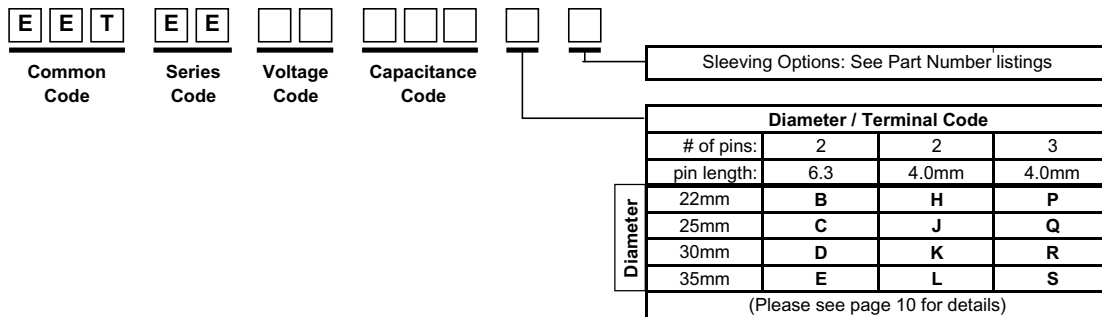 E E T E E
Common Code
Series Code
Voltage Code
Capacitance Code
Sleeving Options: See Part Number listings
Diameter / Terminal Code
# of pins: 2 2 3
pin length: 6.3 4.0mm 4.0mm
Diameter
22mm B H P
25mm C J Q
30mm D K R
35mm E L S
(Please see page 10 for details)